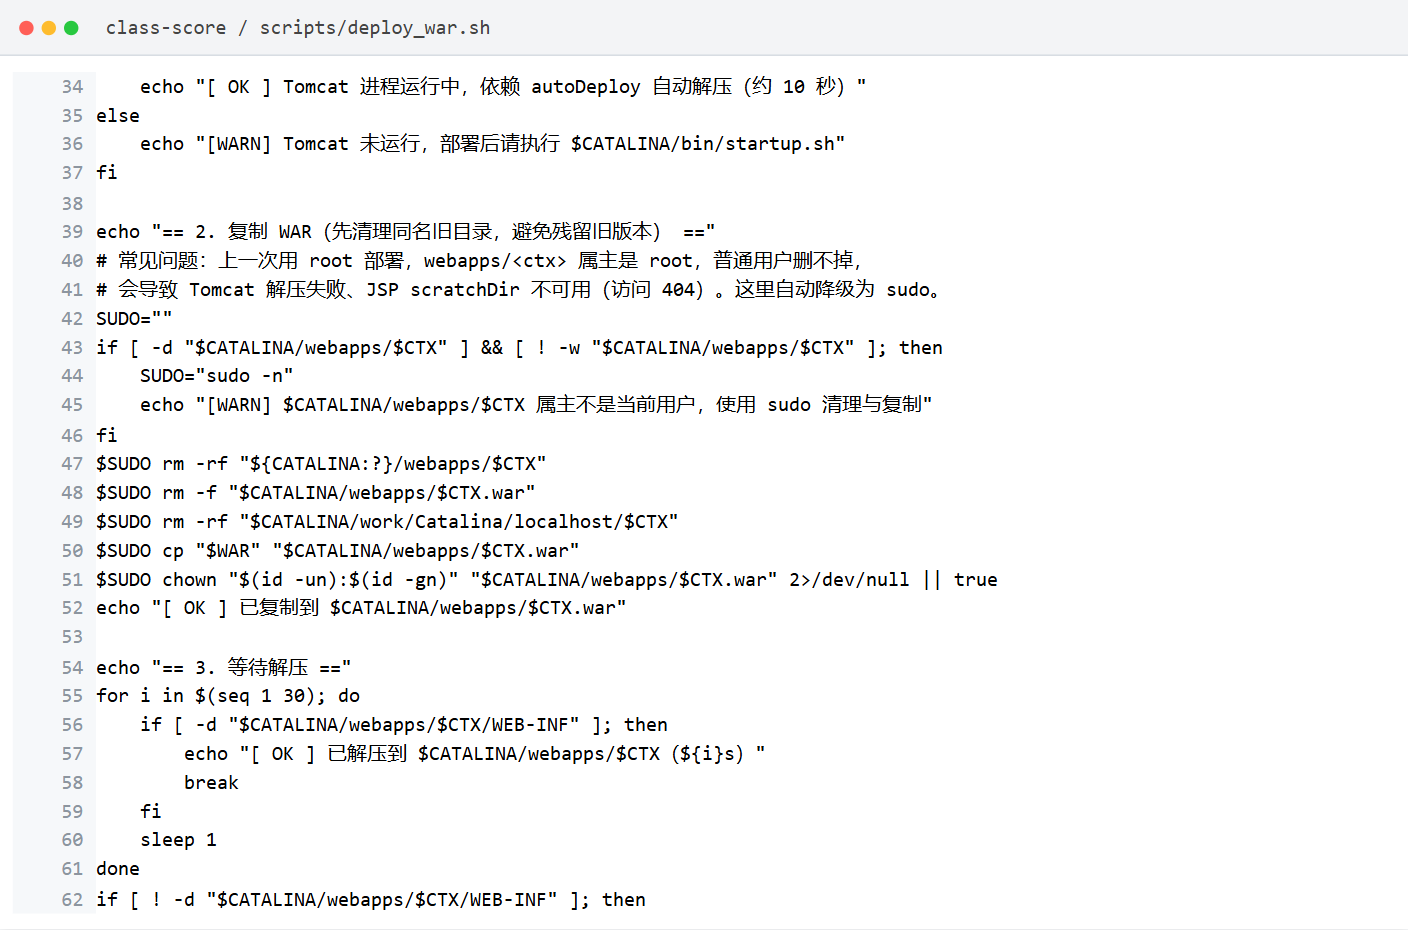 class-score / scripts/deploy_war.sh
34     echo "[ OK ] Tomcat 进程运行中，依赖 autoDeploy 自动解压（约 10 秒）"
35 else
36     echo "[WARN] Tomcat 未运行，部署后请执行 $CATALINA/bin/startup.sh"
37 fi
38
39 echo "== 2. 复制 WAR（先清理同名旧目录，避免残留旧版本） =="
40 # 常见问题：上一次用 root 部署，webapps/<ctx> 属主是 root，普通用户删不掉，
41 # 会导致 Tomcat 解压失败、JSP scratchDir 不可用（访问 404）。这里自动降级为 sudo。
42 SUDO=""
43 if [ -d "$CATALINA/webapps/$CTX" ] && [ ! -w "$CATALINA/webapps/$CTX" ]; then
44     SUDO="sudo -n"
45     echo "[WARN] $CATALINA/webapps/$CTX 属主不是当前用户，使用 sudo 清理与复制"
46 fi
47 $SUDO rm -rf "${CATALINA:?}/webapps/$CTX"
48 $SUDO rm -f "$CATALINA/webapps/$CTX.war"
49 $SUDO rm -rf "$CATALINA/work/Catalina/localhost/$CTX"
50 $SUDO cp "$WAR" "$CATALINA/webapps/$CTX.war"
51 $SUDO chown "$(id -un):$(id -gn)" "$CATALINA/webapps/$CTX.war" 2>/dev/null || true
52 echo "[ OK ] 已复制到 $CATALINA/webapps/$CTX.war"
53
54 echo "== 3. 等待解压 =="
55 for i in $(seq 1 30); do
56     if [ -d "$CATALINA/webapps/$CTX/WEB-INF" ]; then
57         echo "[ OK ] 已解压到 $CATALINA/webapps/$CTX（${i}s）"
58         break
59     fi
60     sleep 1
61 done
62 if [ ! -d "$CATALINA/webapps/$CTX/WEB-INF" ]; then